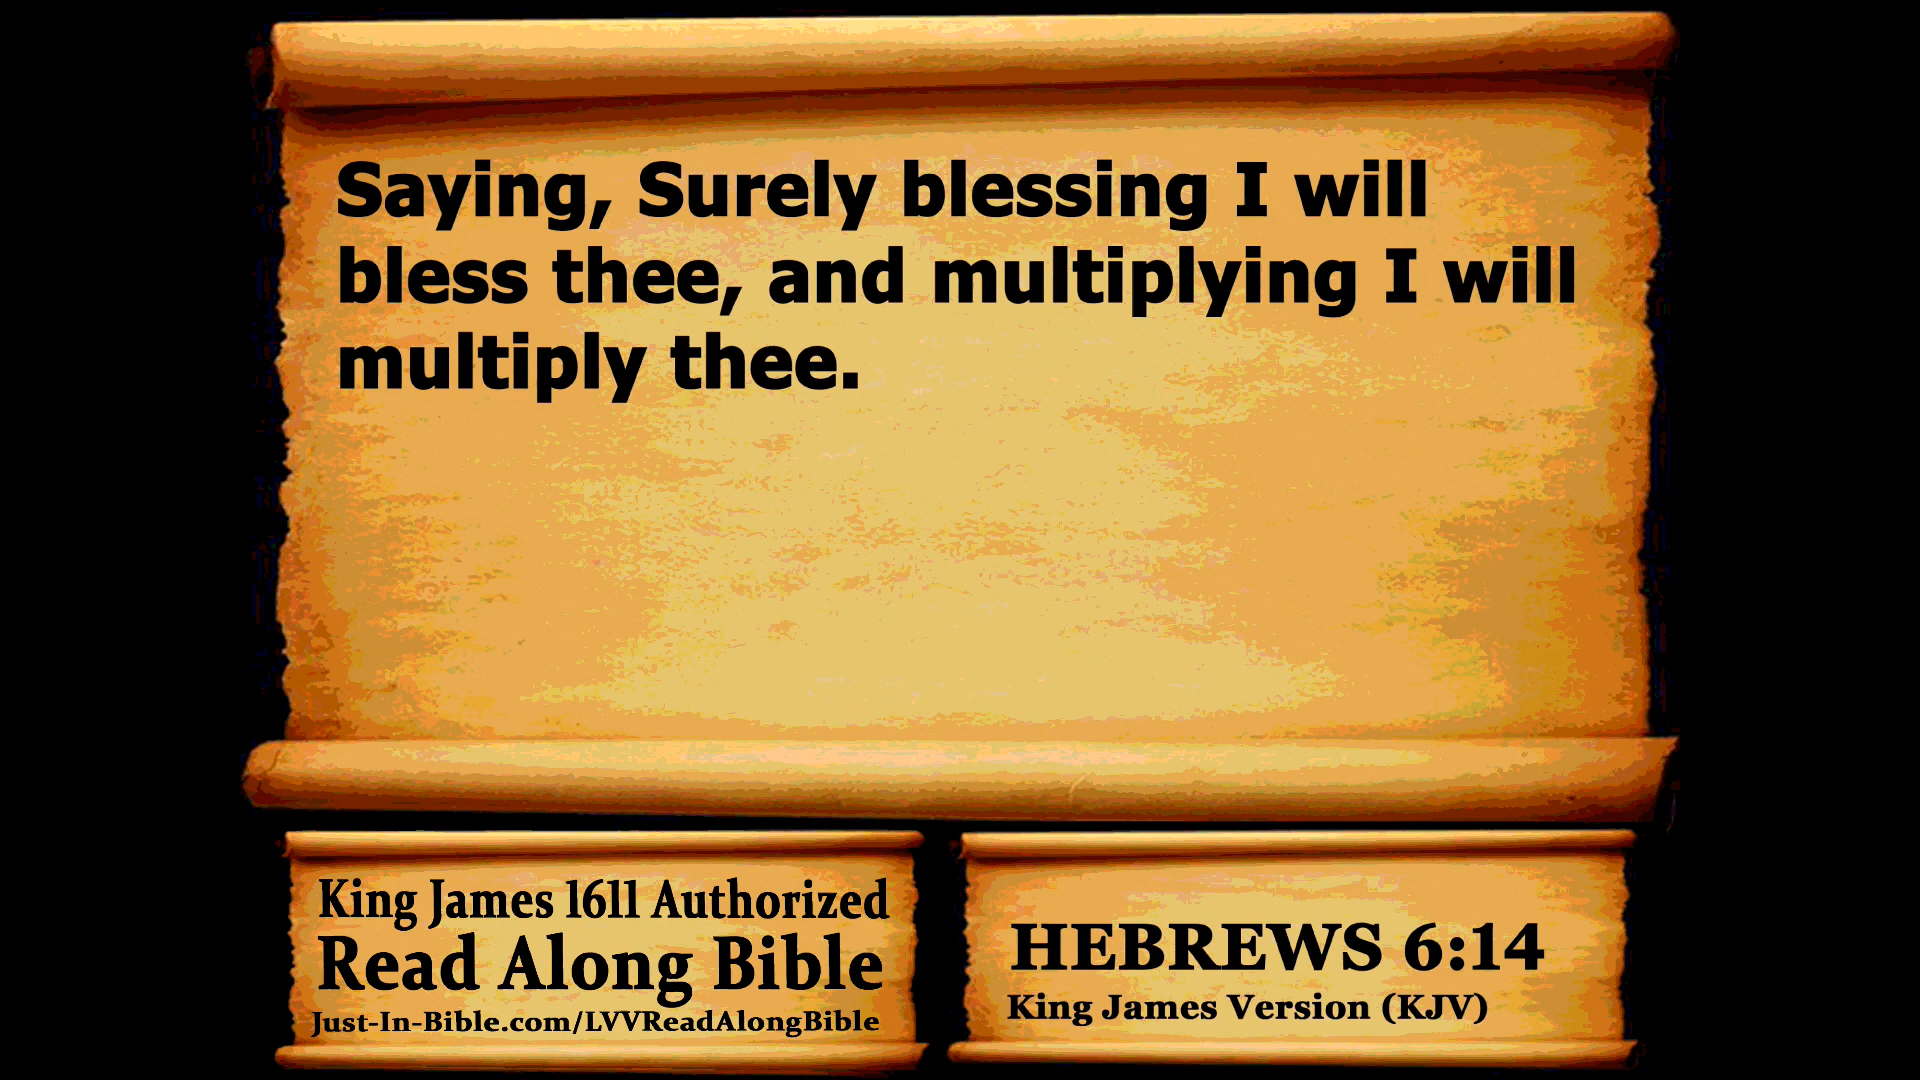 Saying, Surely blessing I will
bless thee, and multiplying I will
multiply thee.
King James 1611 Authorized
Read Along Bible
Just-In-Bible.com/LVVReadAlongBible
HEBREWS 6:14
King James Version (KJV)